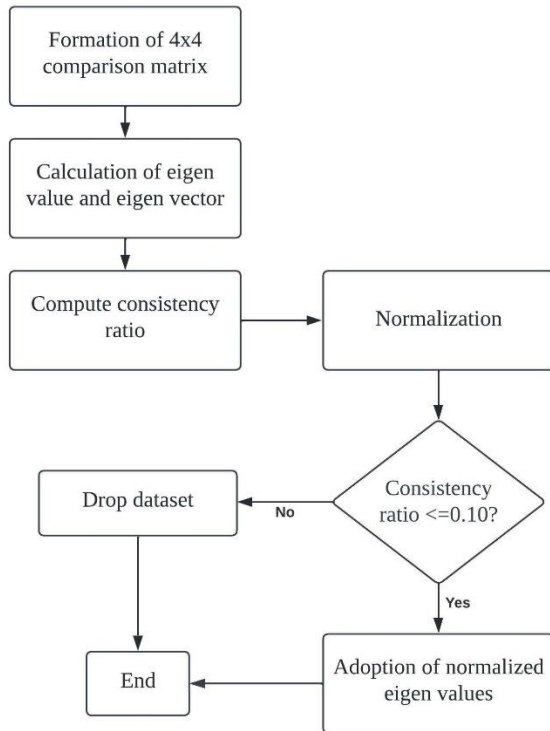 Formation of 4x4
comparison matrix
Calculation of eigen
value and eigen vector
Compute consistency
ratio
Normalization
Consistency
ratio <=0.10?
No
Drop dataset
Yes
Adoption of normalized
eigen values
End